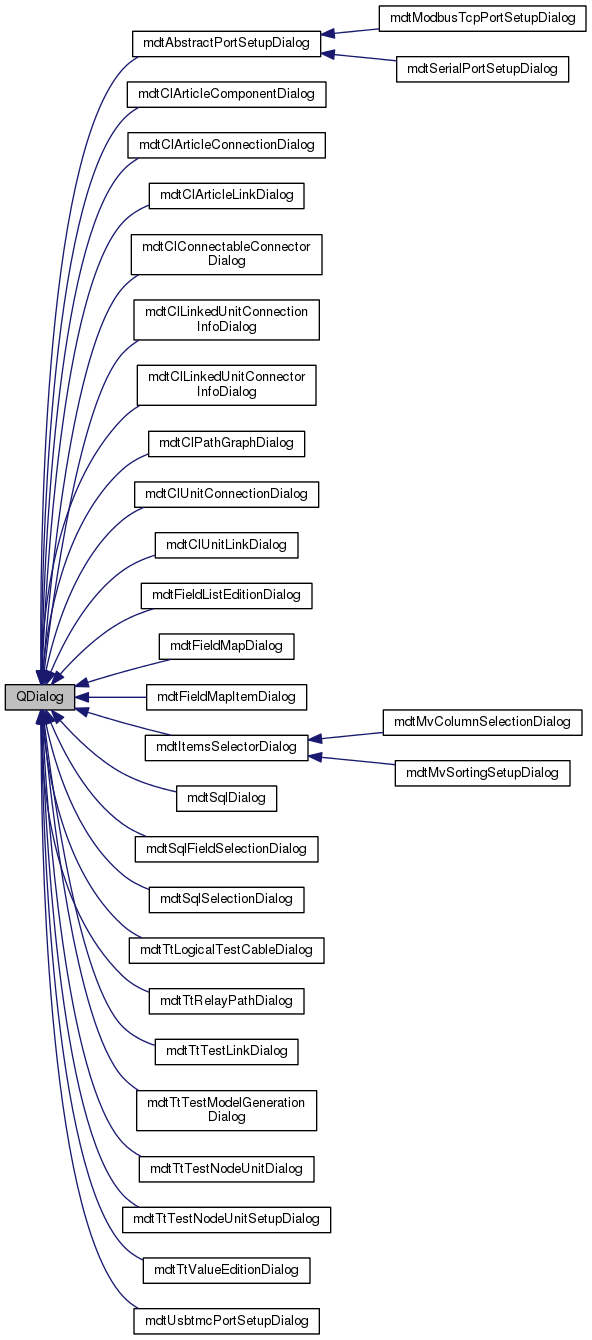 mdtModbusTcpPortSetupDialog
mdtAbstractPortSetupDialog
mdtSerialPortSetupDialog
mdtClArticleComponentDialog
mdtClArticleConnectionDialog
mdtClArticleLinkDialog
mdtClConnectableConnector
Dialog
mdtClLinkedUnitConnection
InfoDialog
mdtClLinkedUnitConnector
InfoDialog
mdtClPathGraphDialog
mdtClUnitConnectionDialog
mdtClUnitLinkDialog
mdtFieldListEditionDialog
mdtFieldMapDialog
QDialog
mdtFieldMapItemDialog
mdtMvColumnSelectionDialog
mdtItemsSelectorDialog
mdtMvSortingSetupDialog
mdtSqlDialog
mdtSqlFieldSelectionDialog
mdtSqlSelectionDialog
mdtTtLogicalTestCableDialog
mdtTtRelayPathDialog
mdtTtTestLinkDialog
mdtTtTestModelGeneration
Dialog
mdtTtTestNodeUnitDialog
mdtTtTestNodeUnitSetupDialog
mdtTtValueEditionDialog
mdtUsbtmcPortSetupDialog